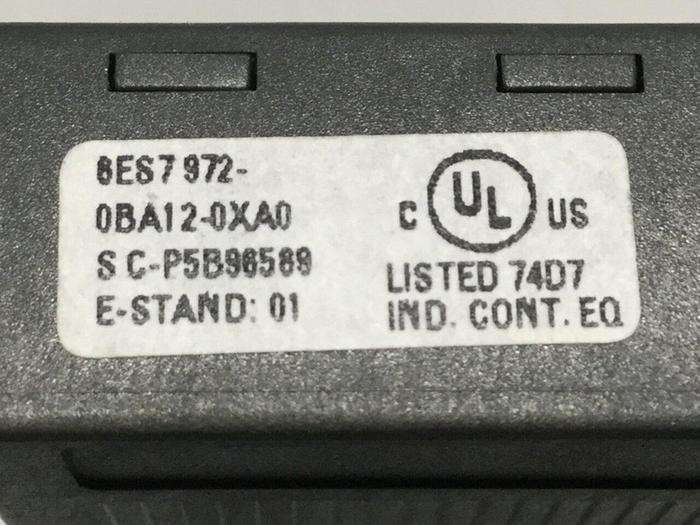 6ES7 972-
0BA12-0XA0
S C-P5B96589
E-STAND: 01
C UL US
LISTED 74D7
IND. CONT. EQ